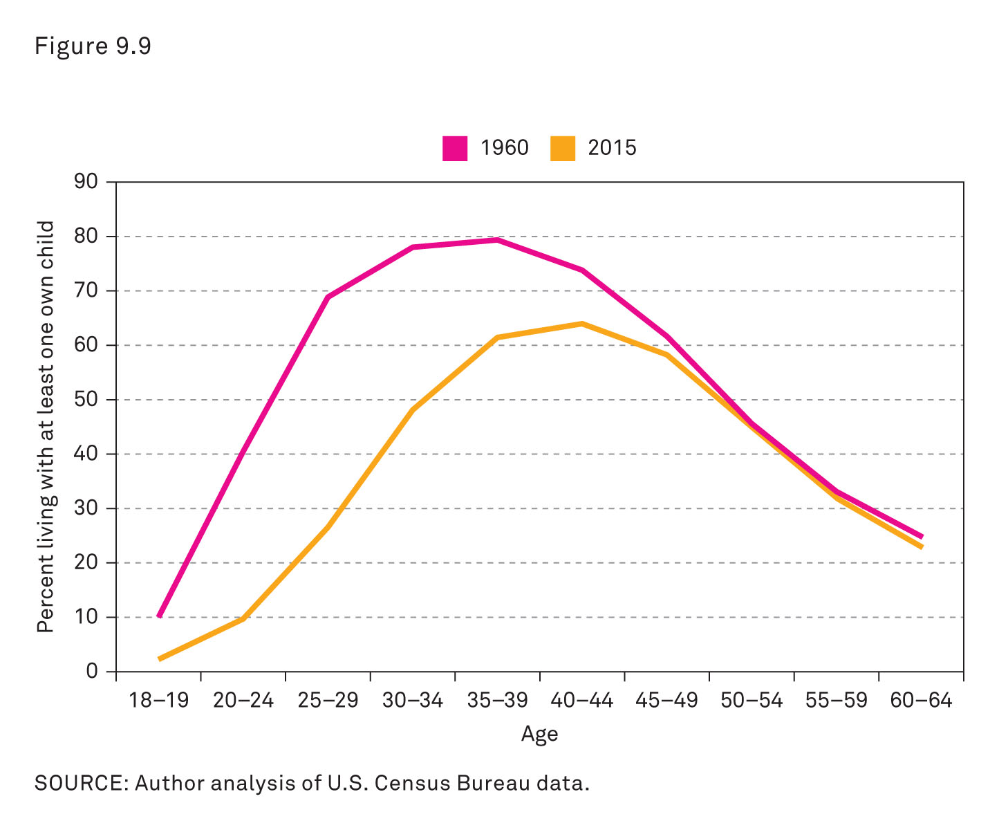 Figure 9.9
1960 2015
90
80
70
60
50
40
30
20
10
0
Percent living with at least one own child
18–19 20–24 25–29 30–34 35–39 40–44 45–49 50–54 55–59 60–64
Age
SOURCE: Author analysis of U.S. Census Bureau data.